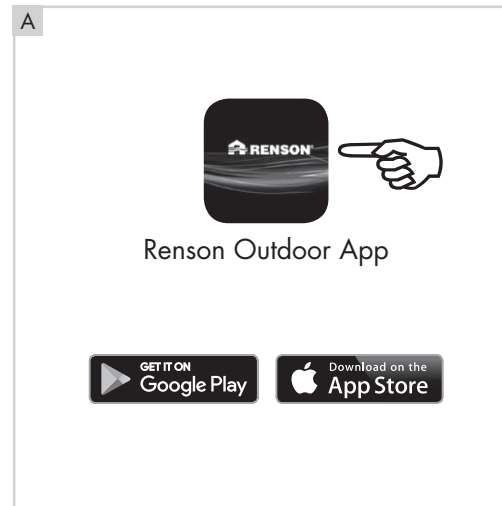 A
RENSON
Renson Outdoor App
GET IT ON
Google Play
Download on the
App Store